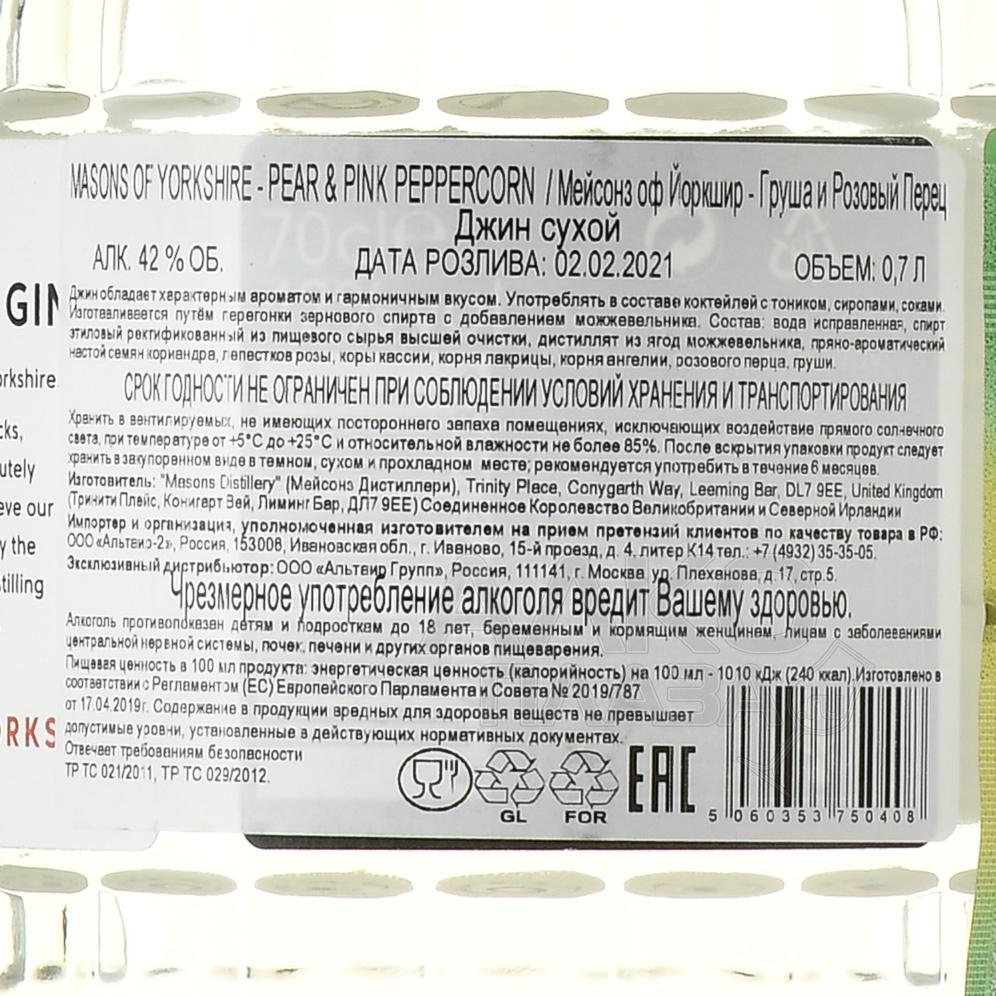 MASONS OF YORKSHIRE - PEAR & PINK PEPPERCORN / Мейсонз оф Йоркшир - Груша и Розовый Перец
Джин сухой
АЛК. 42 % ОБ. ДАТА РОЗЛИВА: 02.02.2021 ОБЪЕМ: 0,7 Л
70cl
Джин обладает характерным ароматом и гармоничным вкусом. Употреблять в составе коктейлей с тоником, сиропами, соками.
Изготавливается путём перегонки зернового спирта с добавлением можжевельника. Состав: вода исправленная, спирт
этиловый ректификованный из пищевого сырья высшей очистки, дистиллят из ягод можжевельника, пряно-ароматический
настой семян кориандра, лепестков розы, коры кассии, корня лакрицы, корня ангелии, розового перца, груши.
СРОК ГОДНОСТИ НЕ ОГРАНИЧЕН ПРИ СОБЛЮДЕНИИ УСЛОВИЙ ХРАНЕНИЯ И ТРАНСПОРТИРОВАНИЯ
Хранить в вентилируемых, не имеющих постороннего запаха помещениях, исключающих воздействие прямого солнечного
света, при температуре от +5°С до +25°С и относительной влажности не более 85%. После вскрытия упаковки продукт следует
хранить в закупоренном виде в темном, сухом и прохладном месте; рекомендуется употребить в течение 6 месяцев.
Изготовитель: "Masons Distillery" (Мейсонс Дистиллери), Trinity Place, Conygarth Way, Leeming Bar, DL7 9EE, United Kingdom
(Тринити Плейс, Конигарт Вей, Лиминг Бар, ДЛ7 9ЕЕ) Соединенное Королевство Великобритании и Северной Ирландии
Импортер и организация, уполномоченная изготовителем на прием претензий клиентов по качеству товара в РФ:
ООО «Альтвиз-2», Россия, 153008, Ивановская обл., г. Иваново, 15-й проезд, д. 4, литер К14 тел.: +7 (4932) 35-35-05.
Эксклюзивный дистрибьютор: ООО «Альтвир Групп», Россия, 111141, г. Москва, ул. Плеханова, д.17, стр.5.
Чрезмерное употребление алкоголя вредит Вашему здоровью.
Алкоголь противопоказан детям и подросткам до 18 лет, беременным и кормящим женщинам, лицам с заболеваниями
центральной нервной системы, почек, печени и других органов пищеварения.
Пищевая ценность в 100 мл продукта: энергетическая ценность (калорийность) на 100 мл - 1010 кДж (240 ккал). Изготовлено в
соответствии с Регламентом (ЕС) Европейского Парламента и Совета № 2019/787
от 17.04.2019г. Содержание в продукции вредных для здоровья веществ не превышает
допустимые уровни, установленные в действующих нормативных документах.
Отвечает требованиям безопасности
ТР ТС 021/2011, ТР ТС 029/2012.
GL FOR EAC
5 060353 750408
GIN
orkshire
cks,
utely
eve our
y the
stilling
ORKS
АЛКО
ПЛАЗА